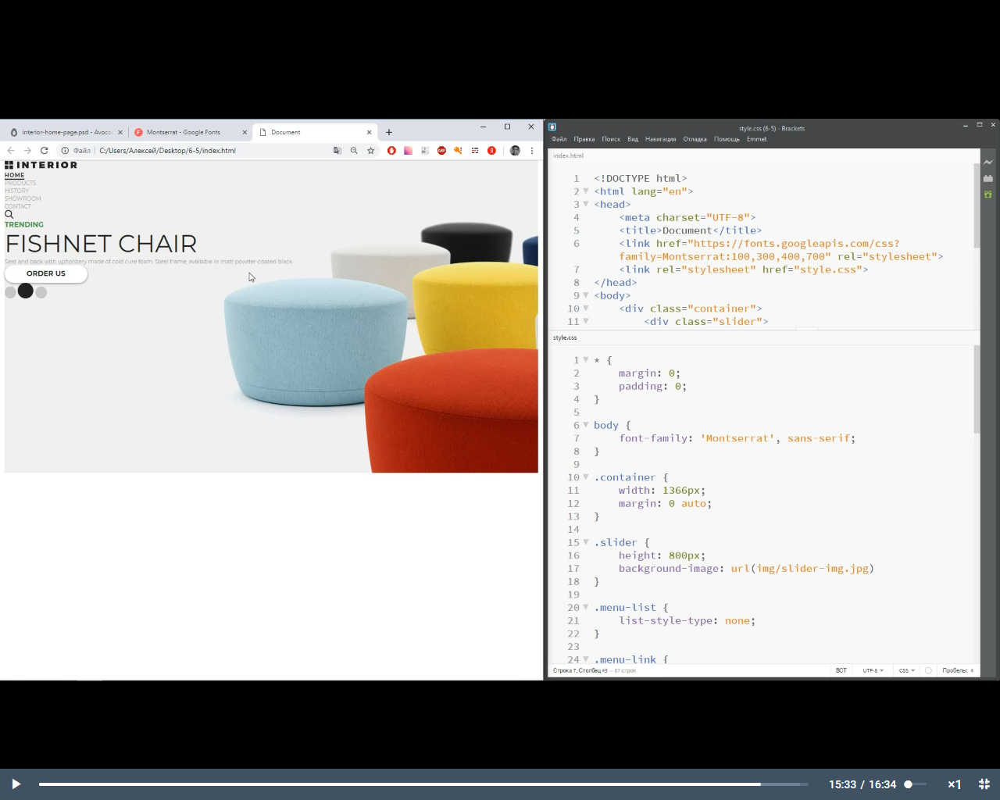 interior-home-page.psd - Avoco
Montserrat - Google Fonts
Document
Файл
C:/Users/Алексей/Desktop/6-5/index.html
INTERIOR
HOME
PRODUCTS
HISTORY
SHOWROOM
CONTACT
TRENDING
FISHNET CHAIR
Seat and back with upholstery made of cold cure foam. Steel frame, available in matt powder-coated black
ORDER US
style.css (6-5) - Brackets
Файл Правка Поиск Вид Навигация Отладка Помощь Emmet
index.html
1 <!DOCTYPE html>
2 <html lang="en">
3 <head>
4 <meta charset="UTF-8">
5 <title>Document</title>
6 <link href="https://fonts.googleapis.com/css?
family=Montserrat:100,300,400,700" rel="stylesheet">
7 <link rel="stylesheet" href="style.css">
8 </head>
9 <body>
10 <div class="container">
11 <div class="slider">
style.css
1 * {
2 margin: 0;
3 padding: 0;
4 }
5
6 body {
7 font-family: 'Montserrat', sans-serif;
8 }
9
10 .container {
11 width: 1366px;
12 margin: 0 auto;
13 }
14
15 .slider {
16 height: 800px;
17 background-image: url(img/slider-img.jpg)
18 }
19
20 .menu-list {
21 list-style-type: none;
22 }
23
24 .menu-link {
Строка 7, Столбец 43 — 87 строк
ВСТ
UTF-8
CSS
Пробелы: 4
15:33 / 16:34
×1